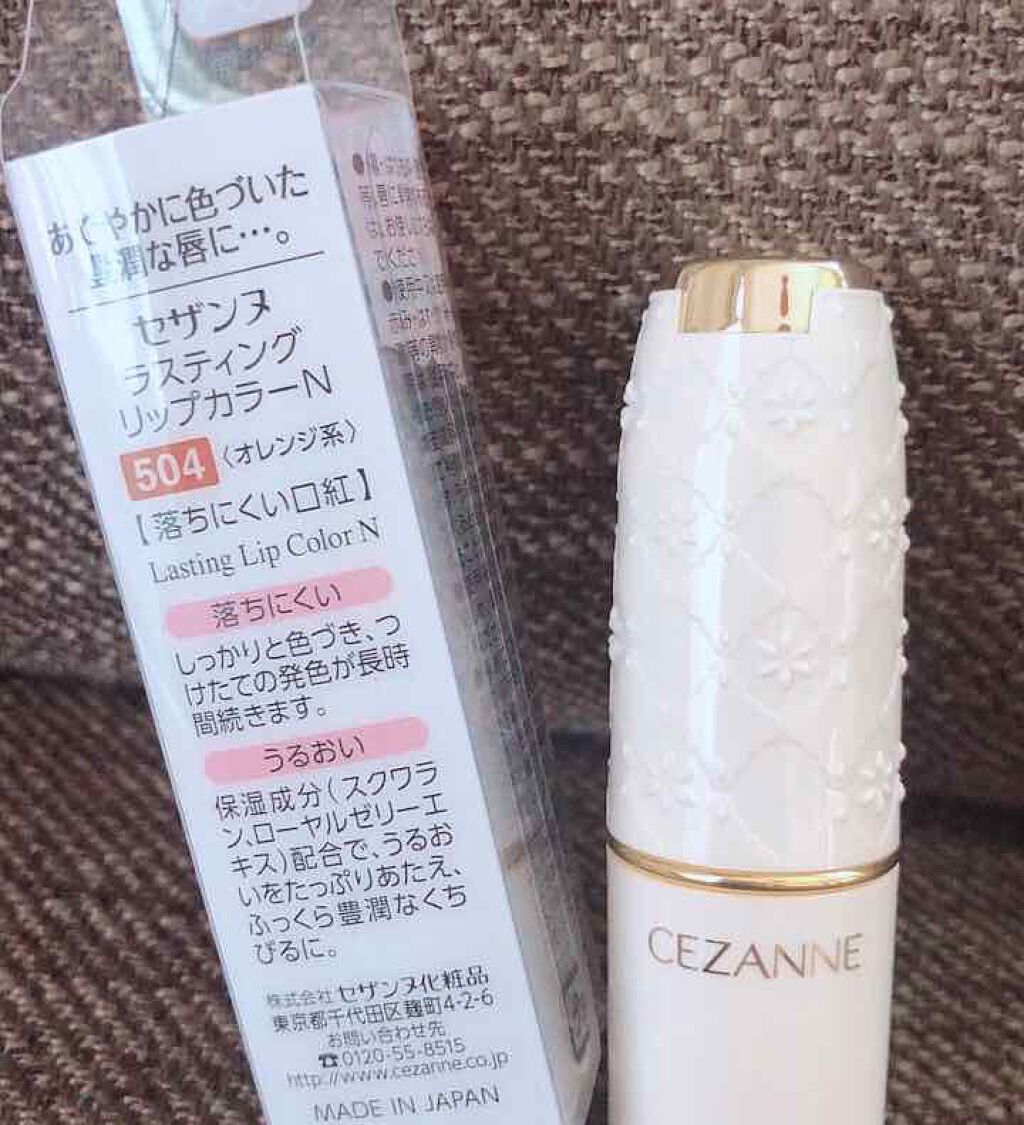 あざやかに色づいた
豊潤な唇に…。
セザンヌ
ラスティング
リップカラーN
504 〈オレンジ系〉
【落ちにくい口紅】
Lasting Lip Color N
落ちにくい
しっかりと色づき、つ
けたての発色が長時
間続きます。
うるおい
保湿成分(スクワラ
ン、ローヤルゼリーエ
キス)配合で、うるお
いをたっぷりあたえ、
ふっくら豊潤なくち
びるに。
株式会社 セザンヌ化粧品
東京都千代田区麹町4-2-6
お問い合わせ先
☎0120-55-8515
http://www.cezanne.co.jp
MADE IN JAPAN
CEZANNE